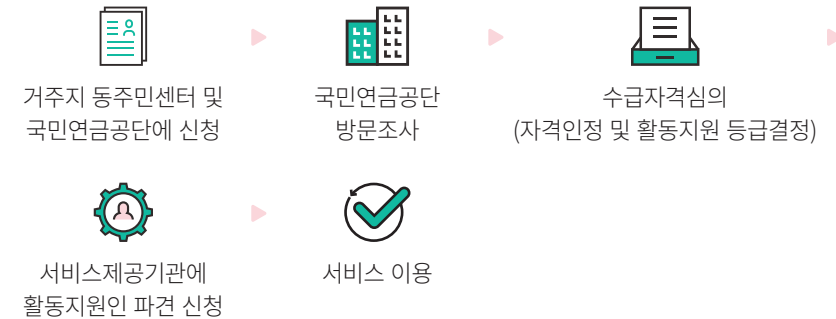 거주지 동주민센터 및
국민연금공단에 신청
국민연금공단
방문조사
수급자격심의
(자격인정 및 활동지원 등급결정)
서비스제공기관에
활동지원인 파견 신청
서비스 이용